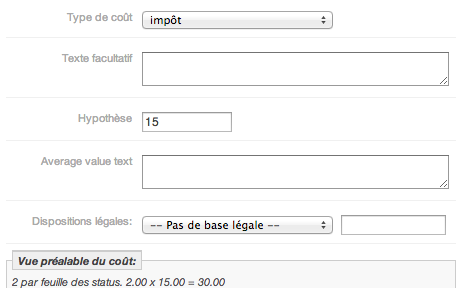 Type de coût impôt
Texte facultatif
Hypothèse 15
Average value text
Dispositions légales: -- Pas de base légale --
Vue préalable du coût:
2 par feuille des status. 2.00 x 15.00 = 30.00